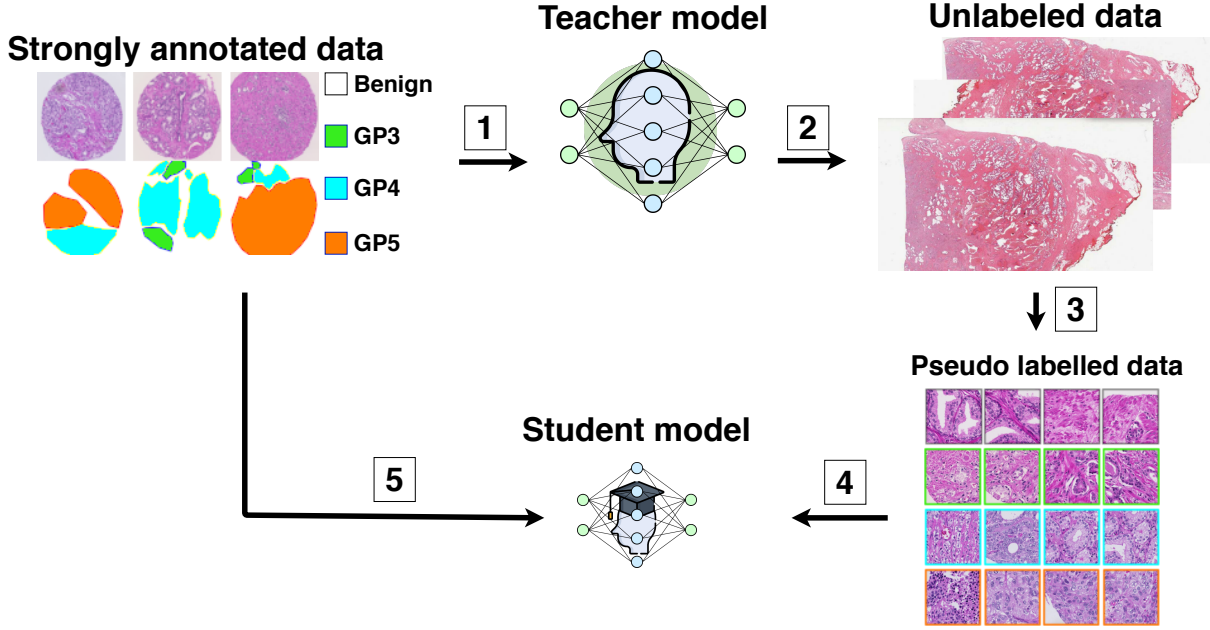 Strongly annotated data
Benign
GP3
GP4
GP5
1
Teacher model
2
Unlabeled data
3
Pseudo labelled data
4
Student model
5